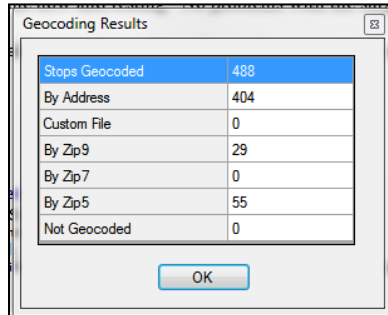 Geocoding Results
Stops Geocoded 488
By Address 404
Custom File 0
By Zip9 29
By Zip7 0
By Zip5 55
Not Geocoded 0
OK